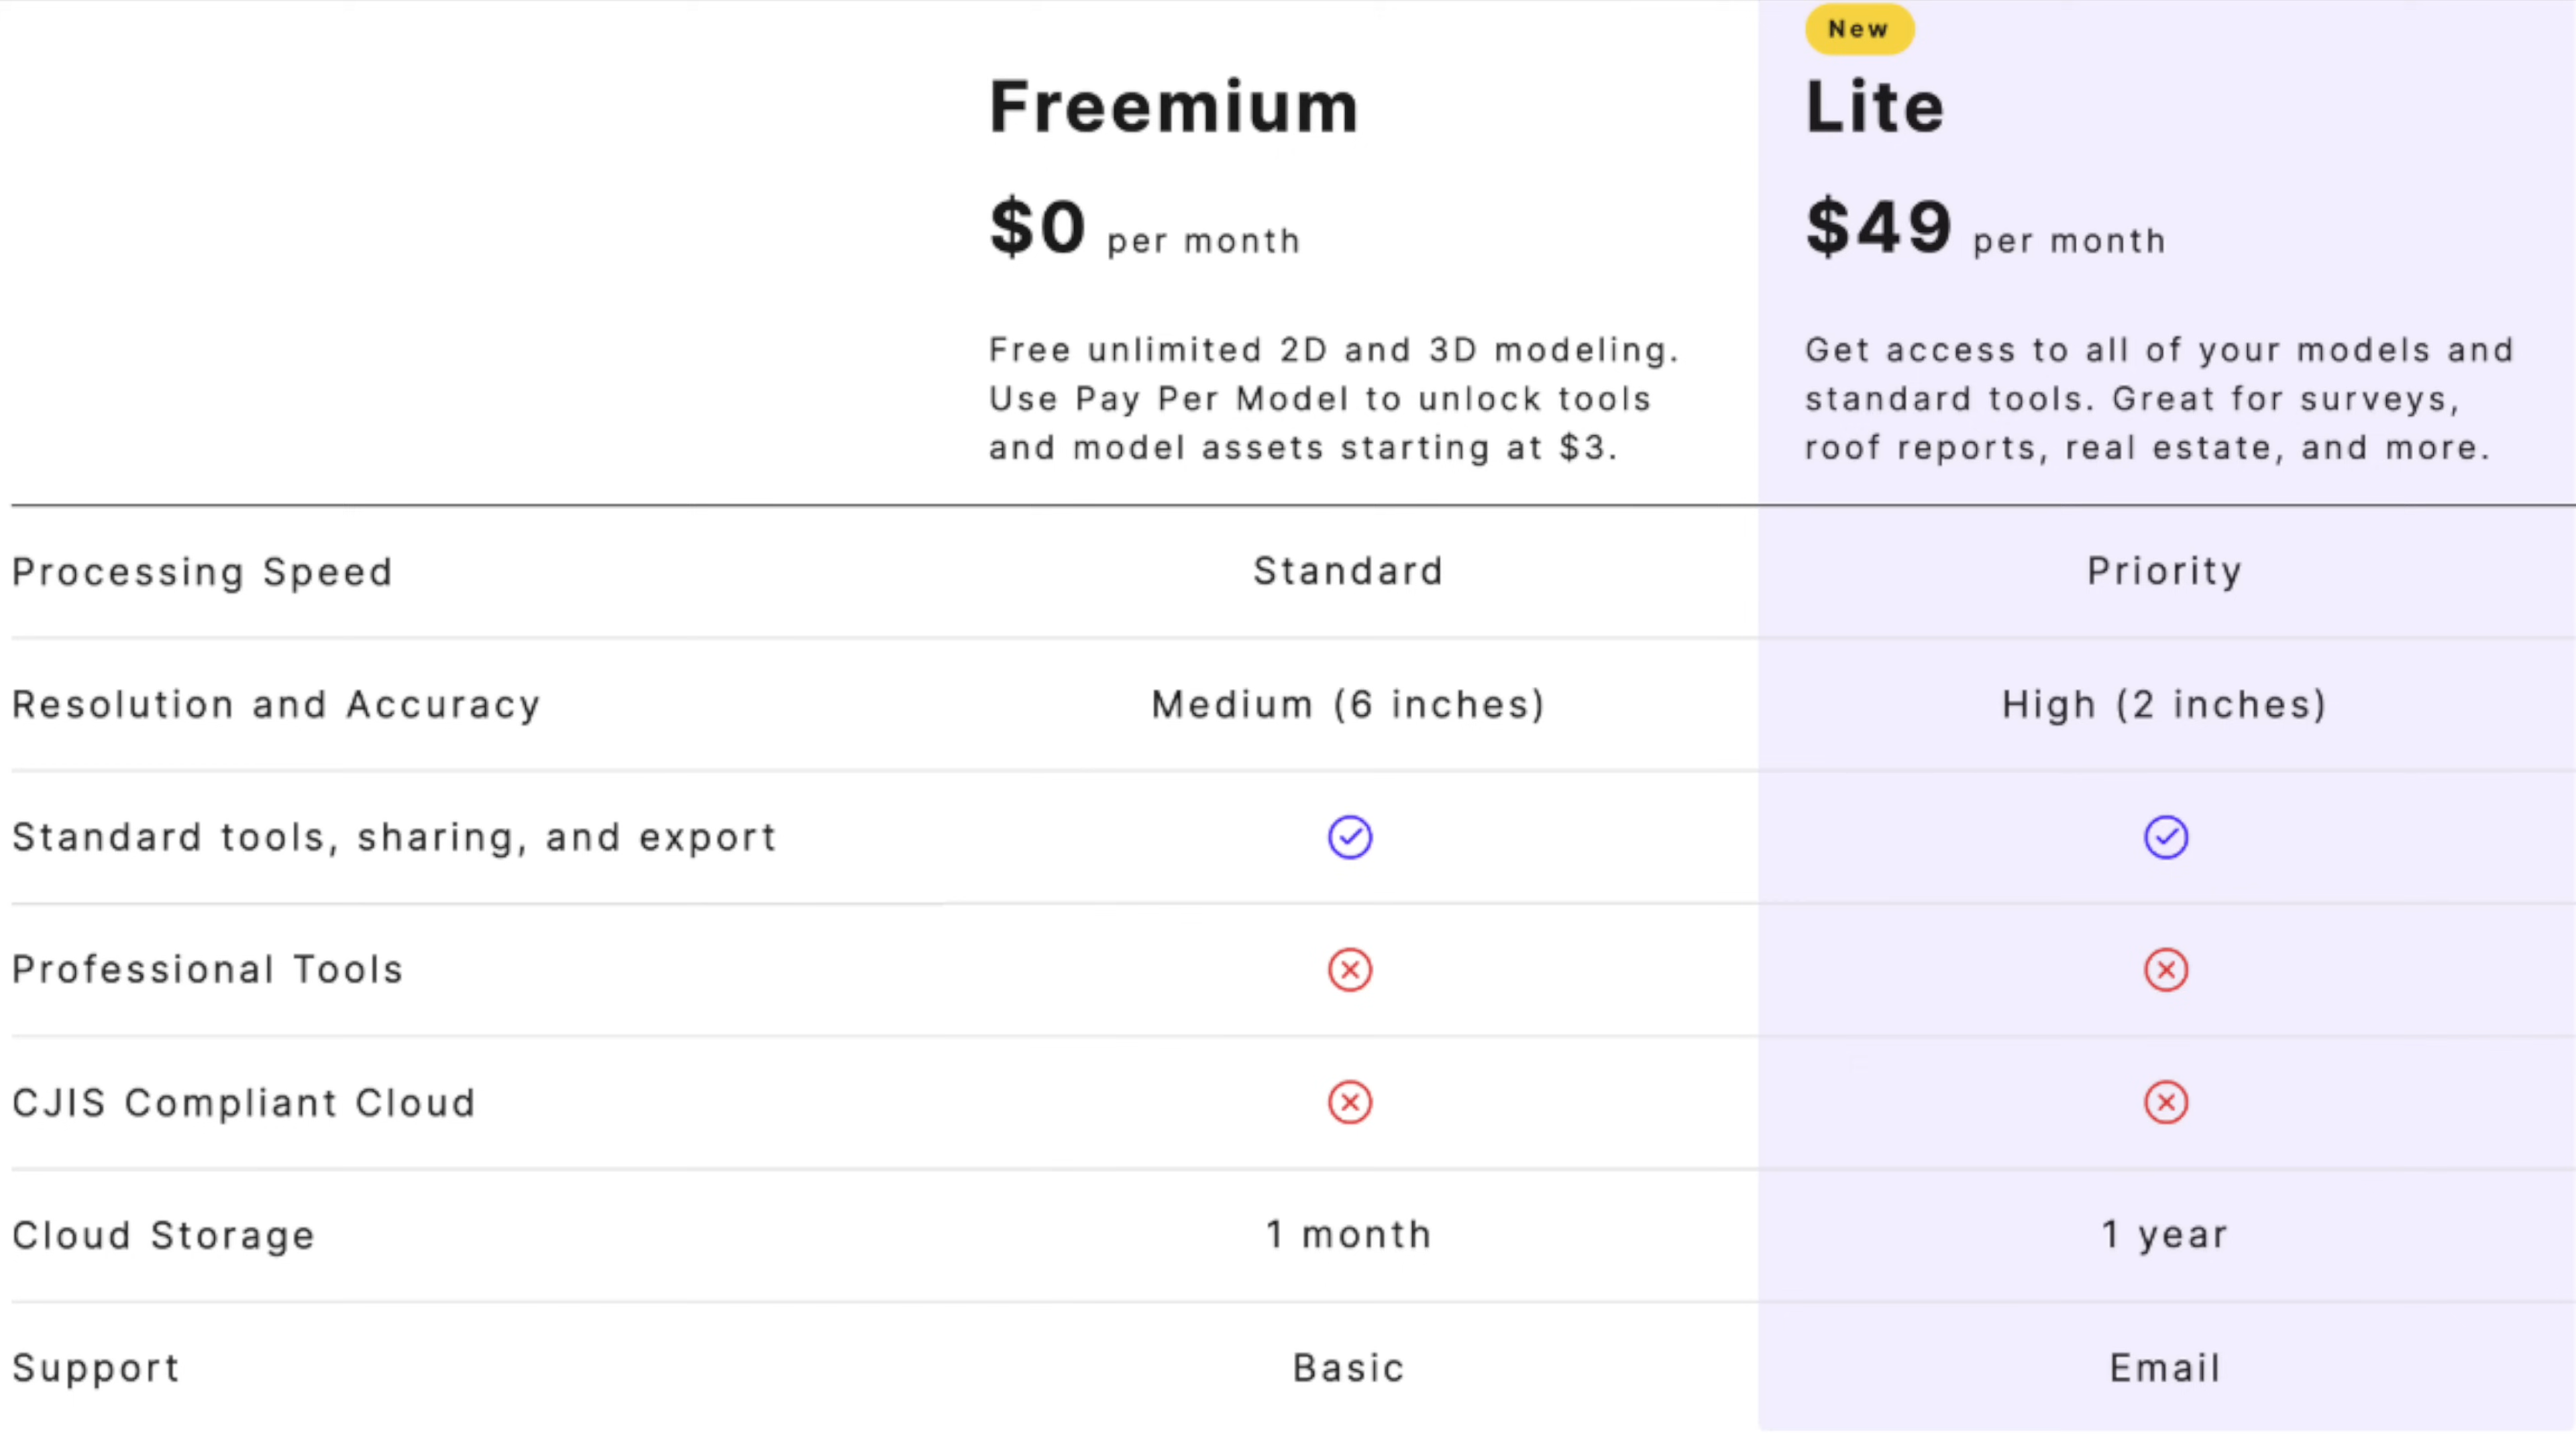 New
Freemium
Lite
$0 per month
$49 per month
Free unlimited 2D and 3D modeling.
Use Pay Per Model to unlock tools
and model assets starting at $3.
Get access to all of your models and
standard tools. Great for surveys,
roof reports, real estate, and more.
Processing Speed
Standard
Priority
Resolution and Accuracy
Medium (6 inches)
High (2 inches)
Standard tools, sharing, and export
Professional Tools
CJIS Compliant Cloud
Cloud Storage
1 month
1 year
Support
Basic
Email